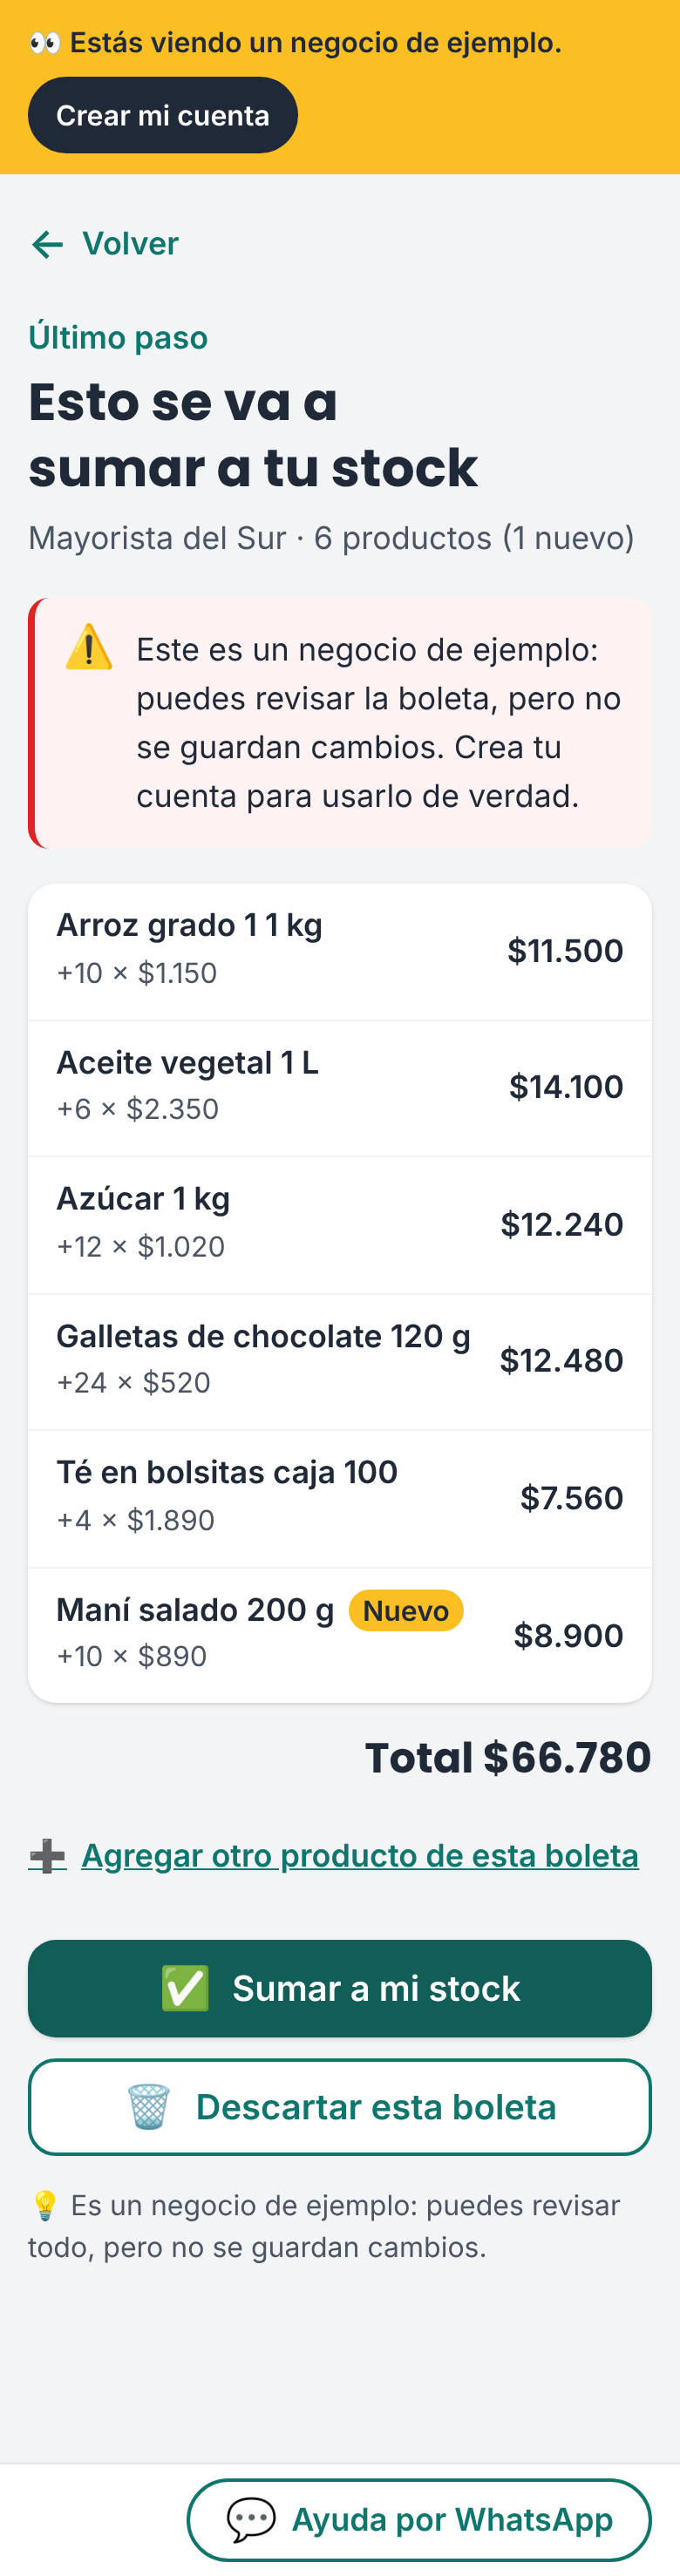 👀 Estás viendo un negocio de ejemplo.
Crear mi cuenta
← Volver
Último paso
Esto se va a
sumar a tu stock
Mayorista del Sur · 6 productos (1 nuevo)
⚠️ Este es un negocio de ejemplo:
puedes revisar la boleta, pero no
se guardan cambios. Crea tu
cuenta para usarlo de verdad.
Arroz grado 1 1 kg
+10 × $1.150
$11.500
Aceite vegetal 1 L
+6 × $2.350
$14.100
Azúcar 1 kg
+12 × $1.020
$12.240
Galletas de chocolate 120 g
+24 × $520
$12.480
Té en bolsitas caja 100
+4 × $1.890
$7.560
Maní salado 200 g Nuevo
+10 × $890
$8.900
Total $66.780
➕ Agregar otro producto de esta boleta
✅ Sumar a mi stock
🗑️ Descartar esta boleta
💡 Es un negocio de ejemplo: puedes revisar
todo, pero no se guardan cambios.
💬 Ayuda por WhatsApp